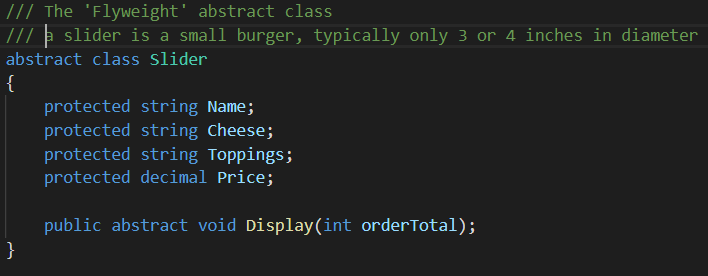 /// The 'Flyweight' abstract class
/// a slider is a small burger, typically only 3 or 4 inches in diameter
abstract class Slider
{
protected string Name;
protected string Cheese;
protected string Toppings;
protected decimal Price;
public abstract void Display(int orderTotal);
}